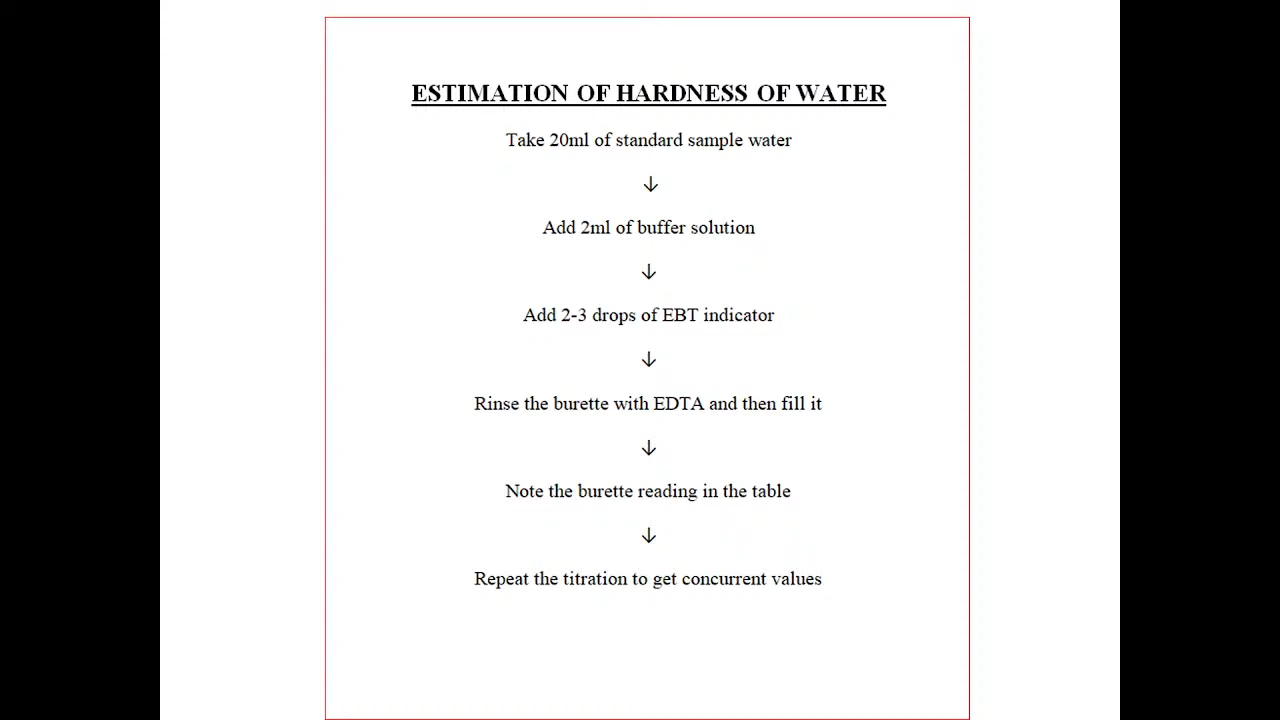 ESTIMATION OF HARDNESS OF WATER
Take 20ml of standard sample water
↓
Add 2ml of buffer solution
↓
Add 2-3 drops of EBT indicator
↓
Rinse the burette with EDTA and then fill it
↓
Note the burette reading in the table
↓
Repeat the titration to get concurrent values